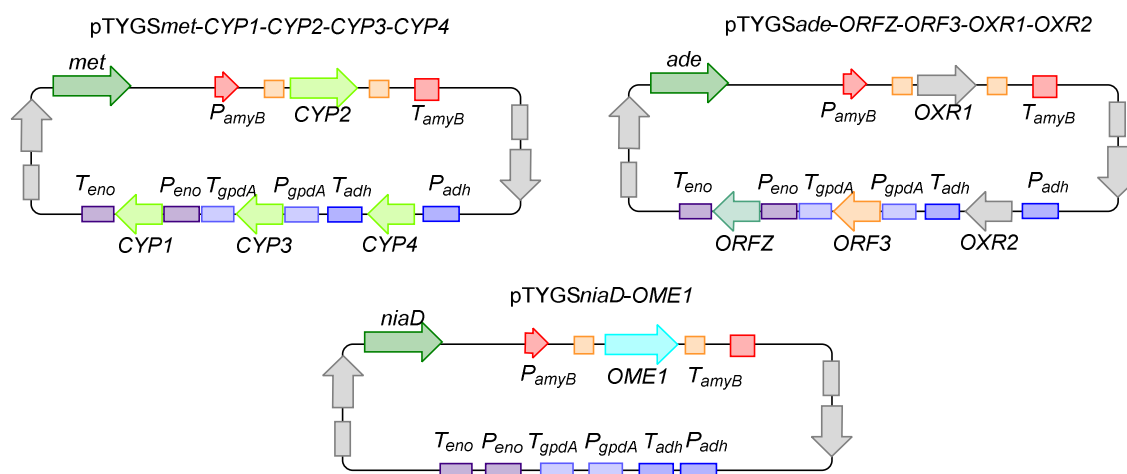 pTYGSmet-CYP1-CYP2-CYP3-CYP4
met
PamyB
CYP2
TamyB
Teno
Peno
TgpdA
PgpdA
Tadh
Padh
CYP1
CYP3
CYP4
pTYGSade-ORFZ-ORF3-OXR1-OXR2
ade
PamyB
OXR1
TamyB
Teno
Peno
TgpdA
PgpdA
Tadh
Padh
ORFZ
ORF3
OXR2
pTYGSniaD-OME1
niaD
PamyB
OME1
TamyB
Teno
Peno
TgpdA
PgpdA
Tadh
Padh